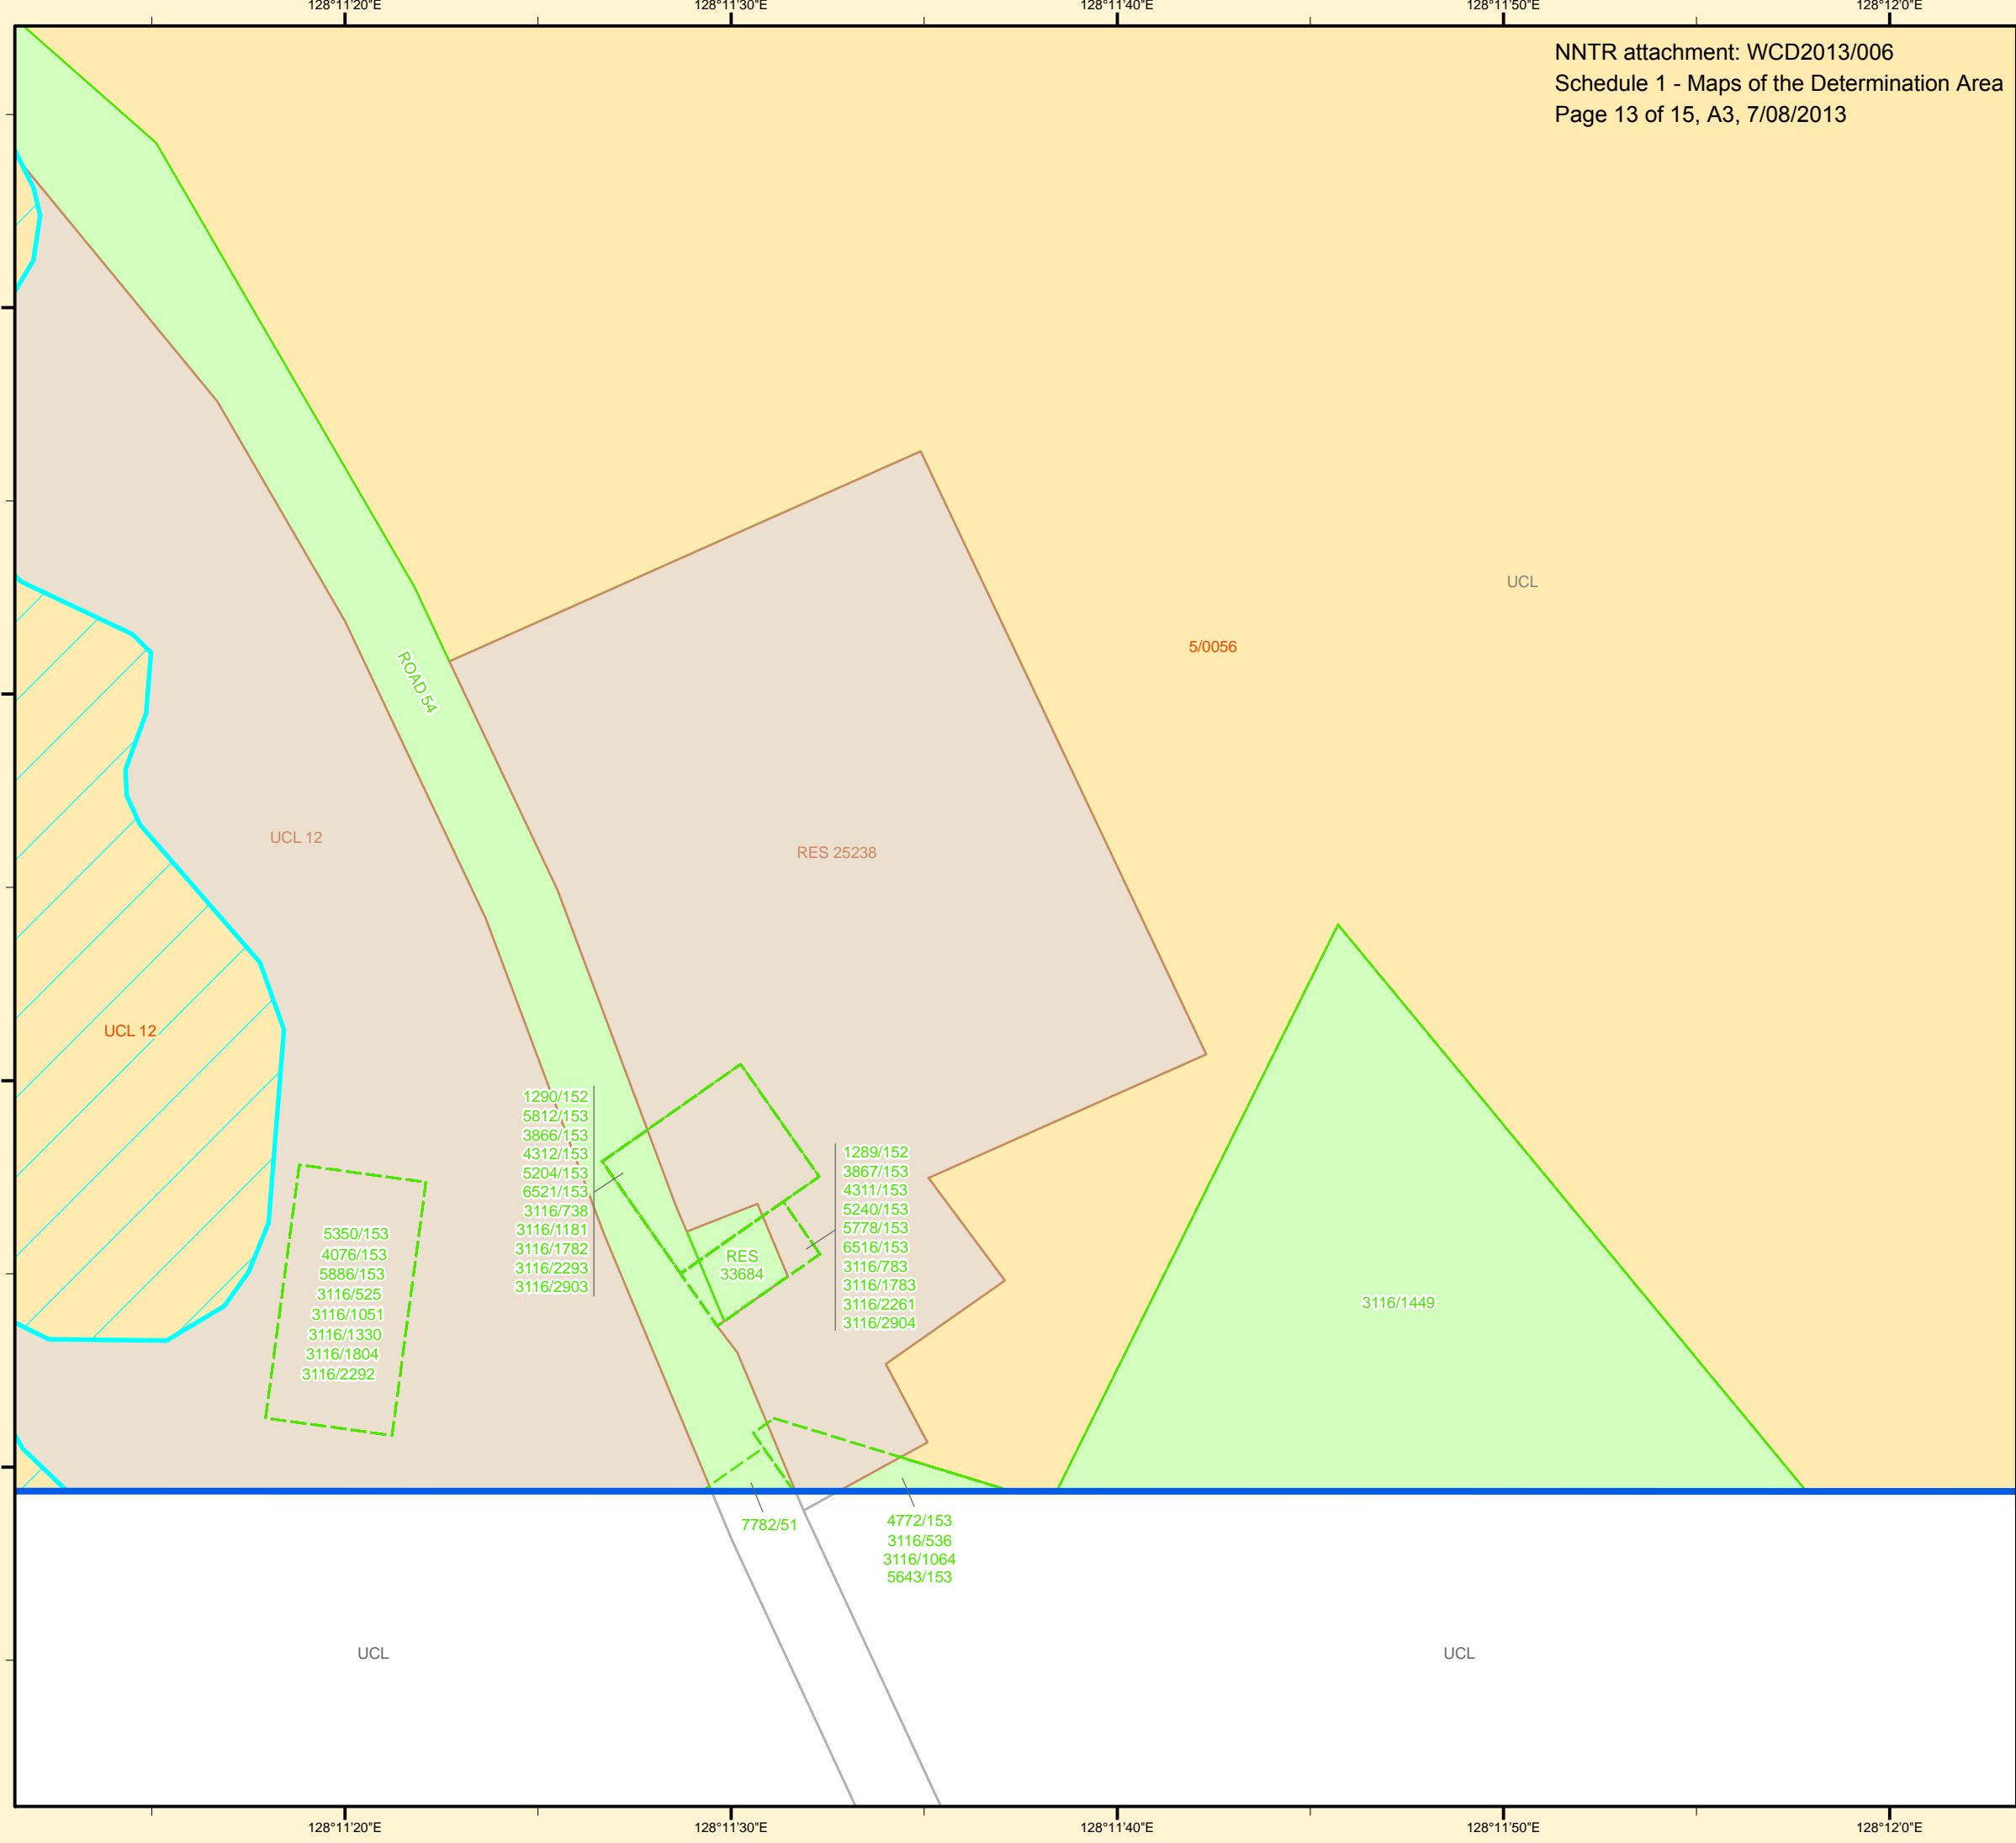 128°11'20"E
128°11'30"E
128°11'40"E
128°11'50"E
128°12'0"E
NNTR attachment: WCD2013/006
Schedule 1 - Maps of the Determination Area
Page 13 of 15, A3, 7/08/2013
UCL
5/0056
ROAD 54
UCL 12
RES 25238
UCL 12
1290/152
5812/153
3866/153
4312/153
5204/153
6521/153
3116/738
3116/1181
3116/1782
3116/2293
3116/2903
1289/152
3867/153
4311/153
5240/153
5778/153
6516/153
3116/783
3116/1783
3116/2261
3116/2904
RES
33684
5350/153
4076/153
5886/153
3116/525
3116/1051
3116/1330
3116/1804
3116/2292
3116/1449
7782/51
4772/153
3116/536
3116/1064
5643/153
UCL
UCL
128°11'20"E
128°11'30"E
128°11'40"E
128°11'50"E
128°12'0"E